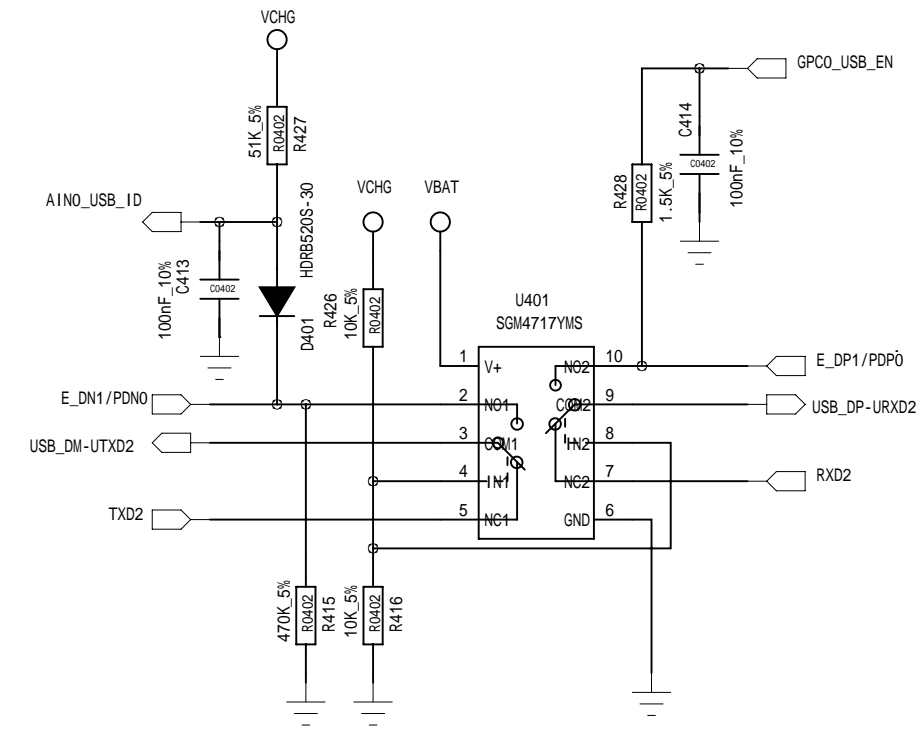 VCHG
GPC0_USB_EN
51K_5%
R0402
R427
C414
C0402
100nF_10%
R428
R0402
1.5K_5%
AIN0_USB_ID
HDRB520S-30
VCHG
VBAT
100nF_10%
C413
C0402
D401
R426
10K_5%
R0402
U401
SGM4717YMS
1
V+
NO2
10
E_DP1/PDP0
E_DN1/PDN0
2
NO1
COM2
9
USB_DP-URXD2
USB_DM-UTXD2
3
COM1
IN2
8
4
IN1
NC2
7
RXD2
TXD2
5
NC1
GND
6
470K_5%
R0402
R415
10K_5%
R0402
R416